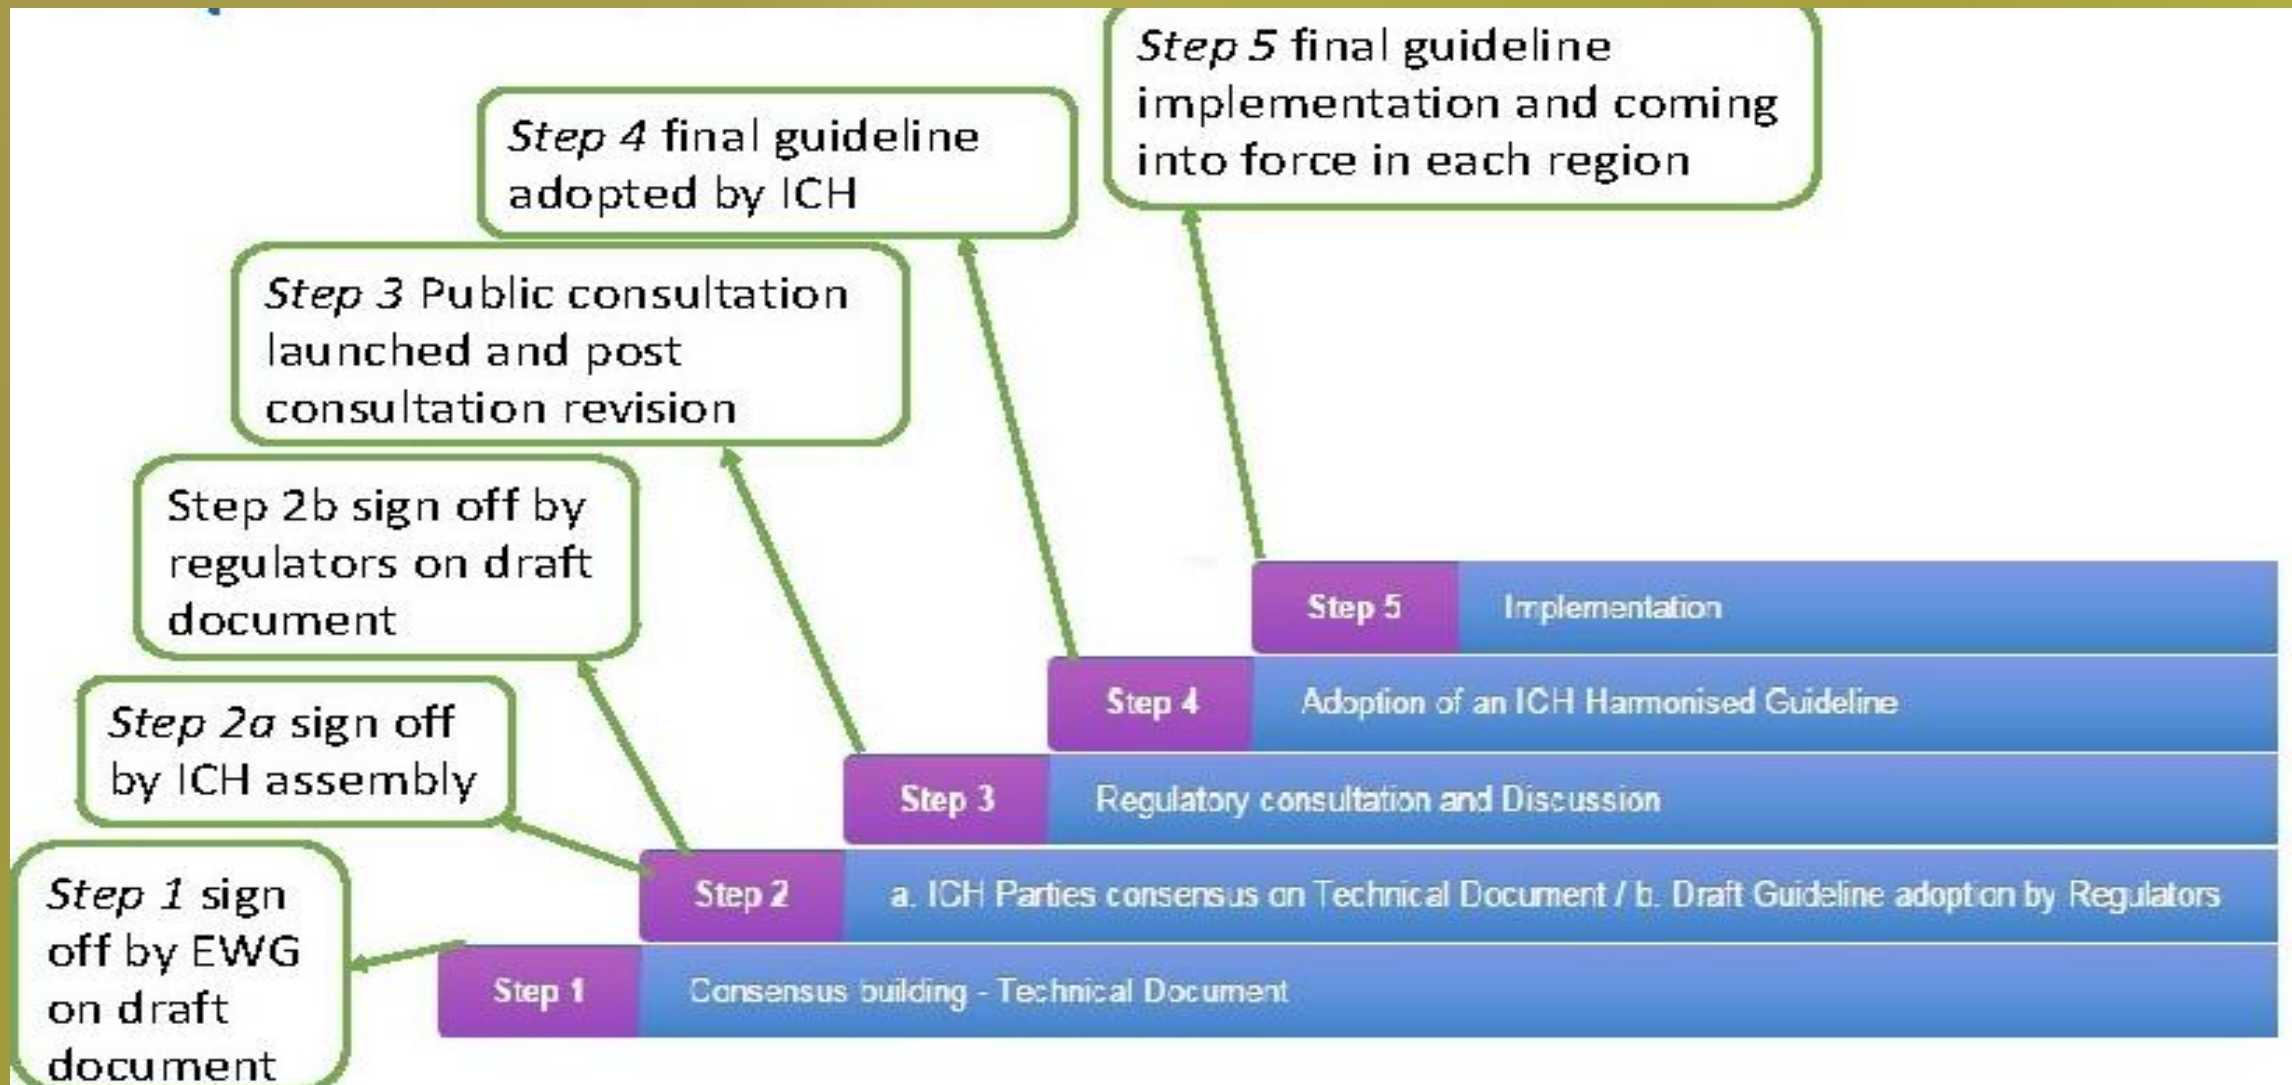 Step 5 final guideline
implementation and coming
into force in each region
Step 4 final guideline
adopted by ICH
Step 3 Public consultation
launched and post
consultation revision
Step 2b sign off by
regulators on draft
document
Step 2a sign off
by ICH assembly
Step 1 sign
off by EWG
on draft
document
Step 5 Implementation
Step 4 Adoption of an ICH Harmonised Guideline
Step 3 Regulatory consultation and Discussion
Step 2 a. ICH Parties consensus on Technical Document / b. Draft Guideline adoption by Regulators
Step 1 Consensus building - Technical Document